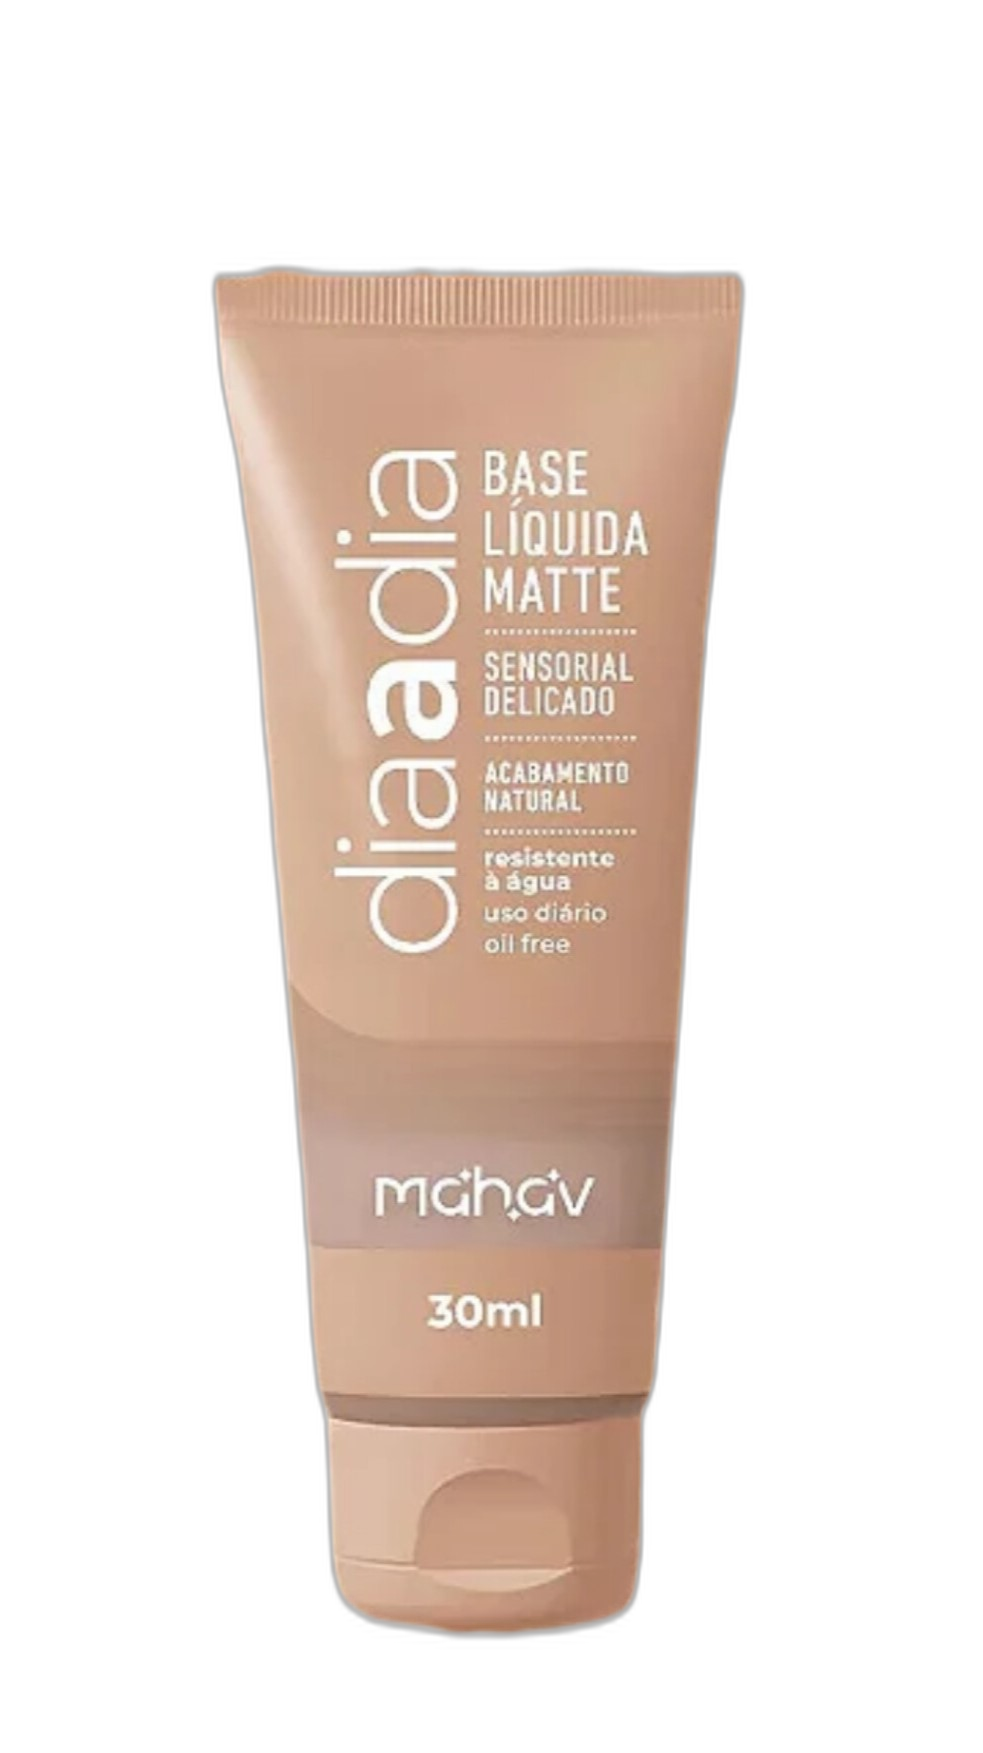 diaadia
BASE
LÍQUIDA
MATTE
SENSORIAL
DELICADO
ACABAMENTO
NATURAL
resistente
à água
uso diário
oil free
mahav
30ml